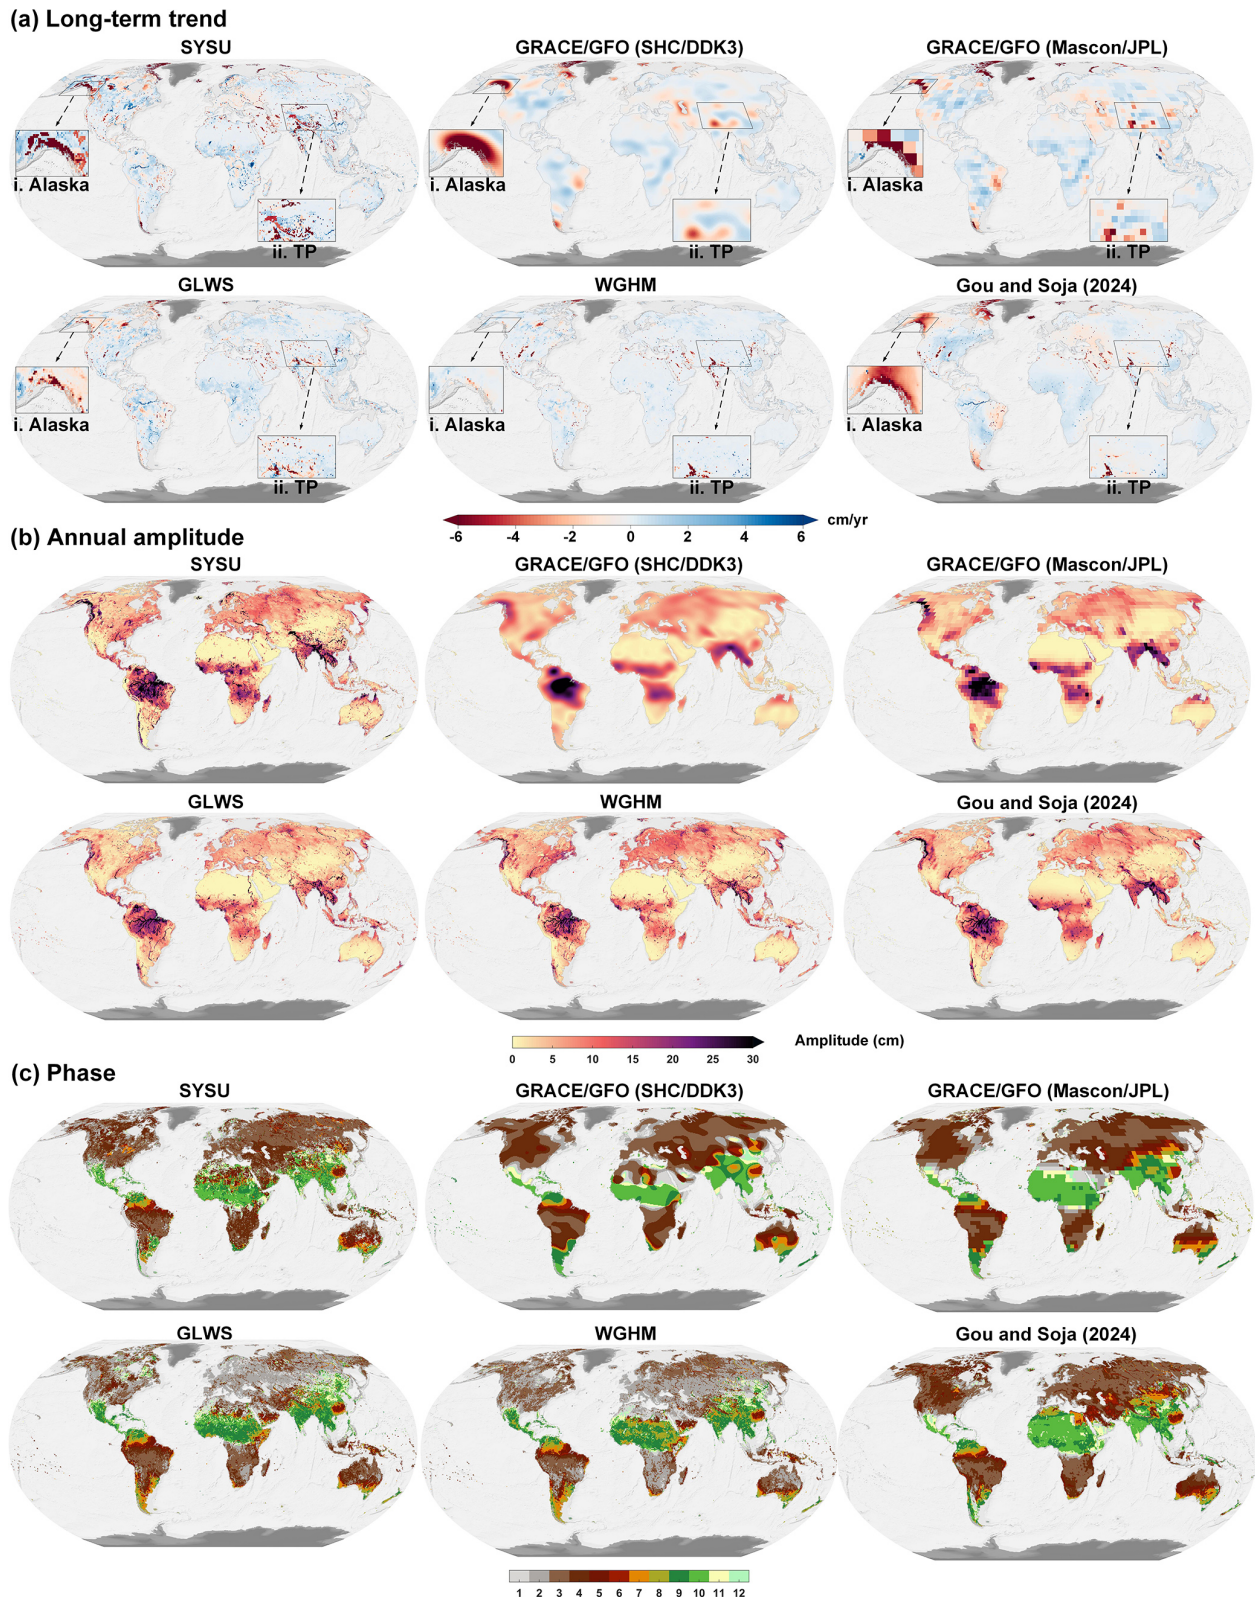 (a) Long-term trend
SYSU
GRACE/GFO (SHC/DDK3)
GRACE/GFO (Mascon/JPL)
i. Alaska
ii. TP
i. Alaska
ii. TP
i. Alaska
ii. TP
GLWS
WGHM
Gou and Soja (2024)
i. Alaska
ii. TP
i. Alaska
ii. TP
i. Alaska
ii. TP
-6 -4 -2 0 2 4 6
cm/yr
(b) Annual amplitude
SYSU
GRACE/GFO (SHC/DDK3)
GRACE/GFO (Mascon/JPL)
GLWS
WGHM
Gou and Soja (2024)
0 5 10 15 20 25 30
Amplitude (cm)
(c) Phase
SYSU
GRACE/GFO (SHC/DDK3)
GRACE/GFO (Mascon/JPL)
GLWS
WGHM
Gou and Soja (2024)
1 2 3 4 5 6 7 8 9 10 11 12